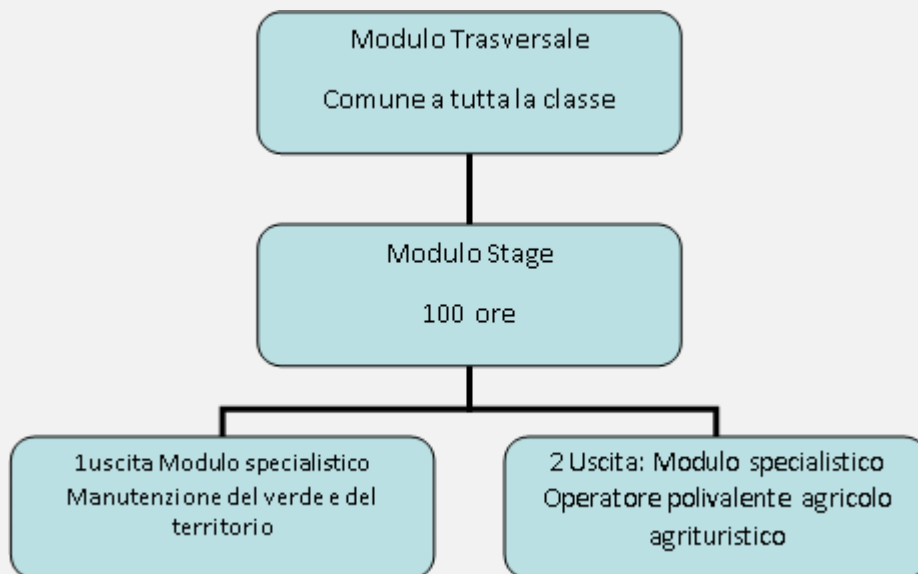 Modulo Trasversale
Comune a tutta la classe
Modulo Stage
100 ore
1uscita Modulo specialistico
Manutenzione del verde e del
territorio
2 Uscita: Modulo specialistico
Operatore polivalente agricolo
agrituristico